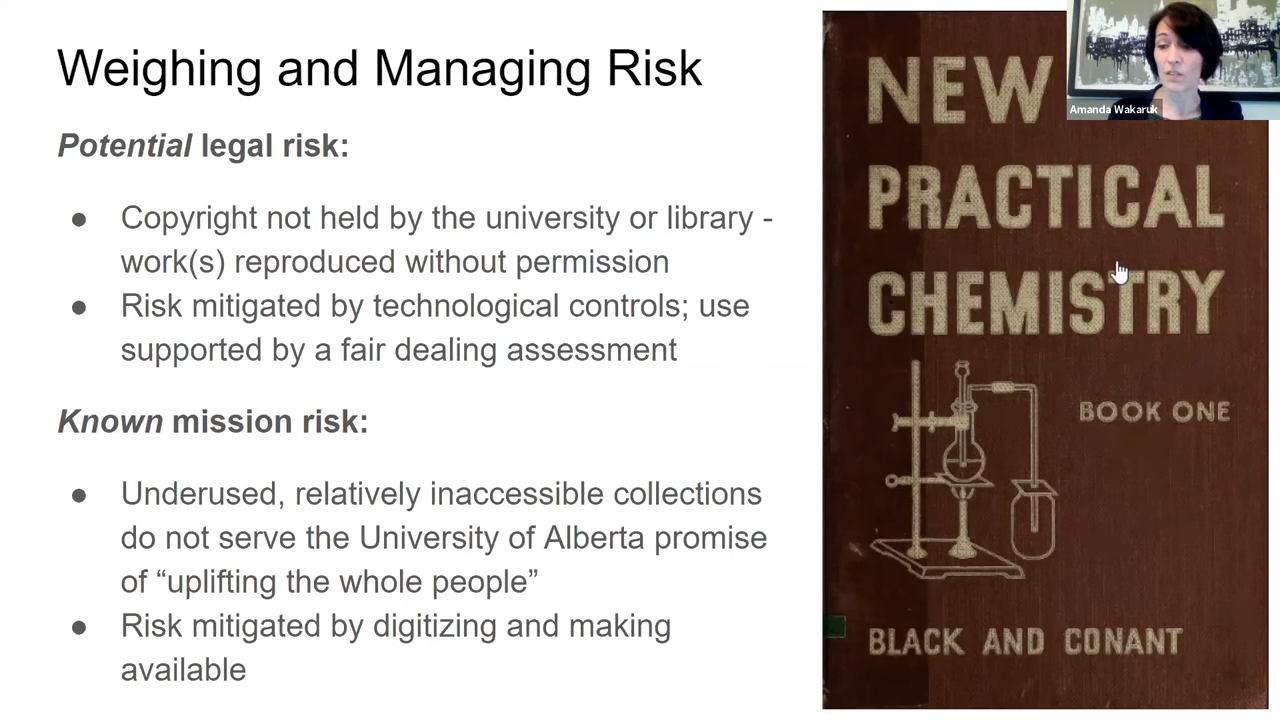 Weighing and Managing Risk
Potential legal risk:
● Copyright not held by the university or library -
work(s) reproduced without permission
● Risk mitigated by technological controls; use
supported by a fair dealing assessment
Known mission risk:
● Underused, relatively inaccessible collections
do not serve the University of Alberta promise
of “uplifting the whole people”
● Risk mitigated by digitizing and making
available
NEW
PRACTICAL
CHEMISTRY
BOOK ONE
BLACK AND CONANT
Amanda Wakaruk